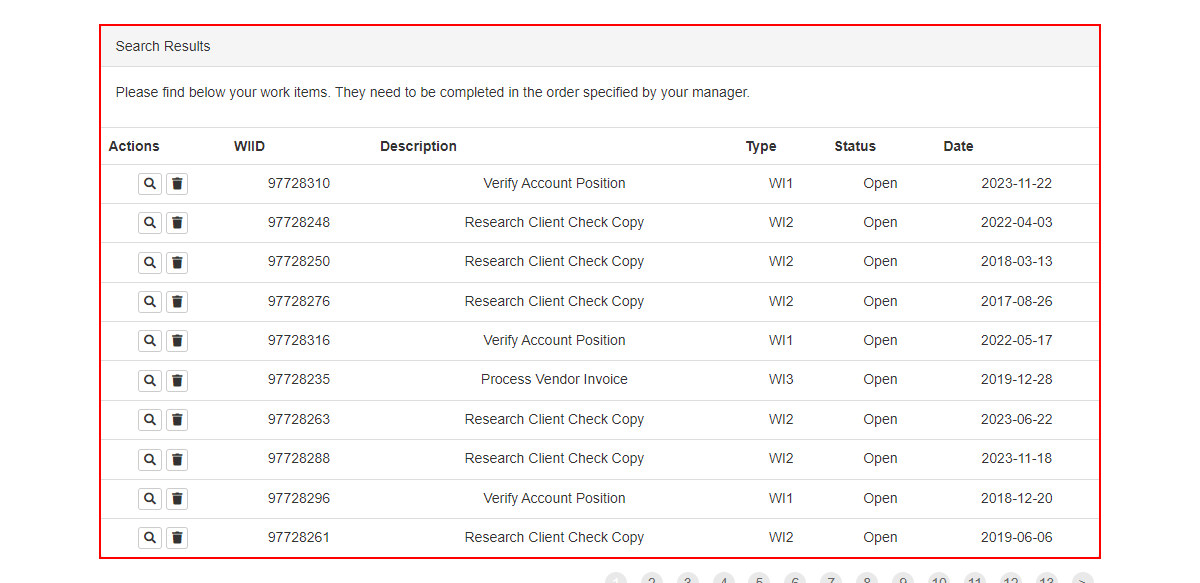 Search Results
Please find below your work items. They need to be completed in the order specified by your manager.
Actions WIID Description Type Status Date
97728310 Verify Account Position WI1 Open 2023-11-22
97728248 Research Client Check Copy WI2 Open 2022-04-03
97728250 Research Client Check Copy WI2 Open 2018-03-13
97728276 Research Client Check Copy WI2 Open 2017-08-26
97728316 Verify Account Position WI1 Open 2022-05-17
97728235 Process Vendor Invoice WI3 Open 2019-12-28
97728263 Research Client Check Copy WI2 Open 2023-06-22
97728288 Research Client Check Copy WI2 Open 2023-11-18
97728296 Verify Account Position WI1 Open 2018-12-20
97728261 Research Client Check Copy WI2 Open 2019-06-06
1 2 3 4 5 6 7 8 9 10 11 12 13 >